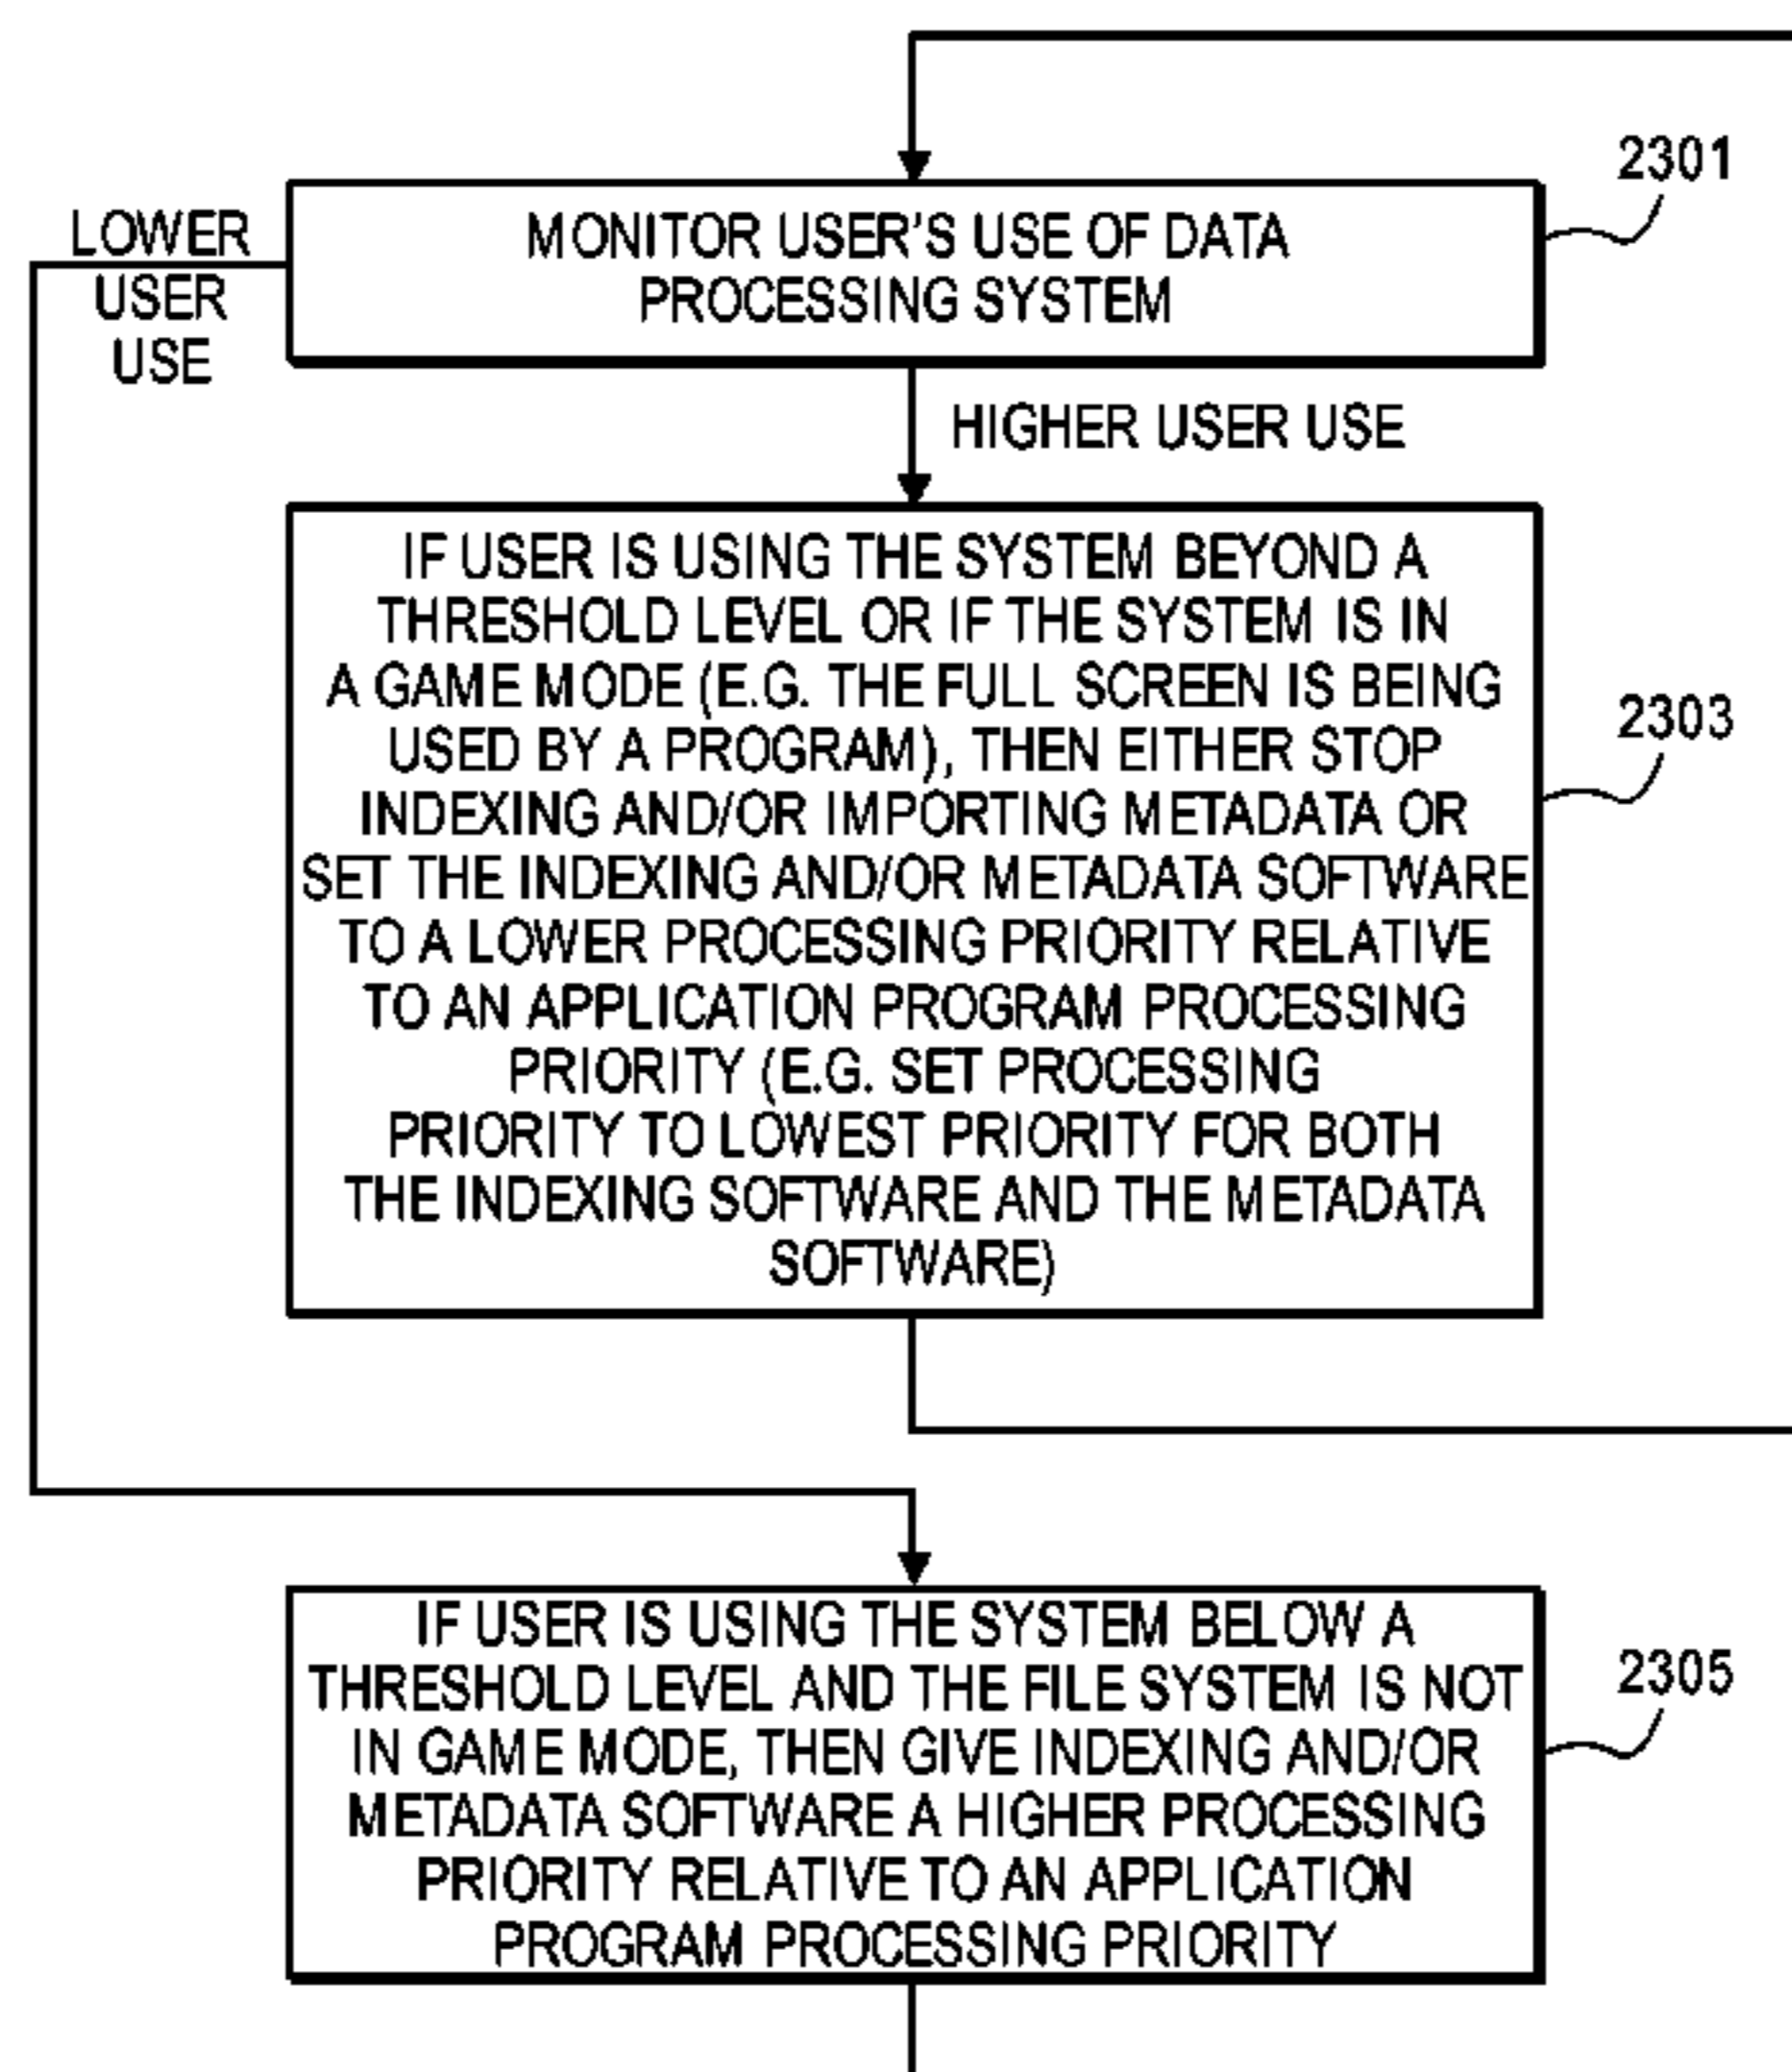 2301
MONITOR USER'S USE OF DATA
PROCESSING SYSTEM
LOWER
USER
USE
HIGHER USER USE
IF USER IS USING THE SYSTEM BEYOND A
THRESHOLD LEVEL OR IF THE SYSTEM IS IN
A GAME MODE (E.G. THE FULL SCREEN IS BEING
USED BY A PROGRAM), THEN EITHER STOP
INDEXING AND/OR IMPORTING METADATA OR
SET THE INDEXING AND/OR METADATA SOFTWARE
TO A LOWER PROCESSING PRIORITY RELATIVE
TO AN APPLICATION PROGRAM PROCESSING
PRIORITY (E.G. SET PROCESSING
PRIORITY TO LOWEST PRIORITY FOR BOTH
THE INDEXING SOFTWARE AND THE METADATA
SOFTWARE)
2303
IF USER IS USING THE SYSTEM BELOW A
THRESHOLD LEVEL AND THE FILE SYSTEM IS NOT
IN GAME MODE, THEN GIVE INDEXING AND/OR
METADATA SOFTWARE A HIGHER PROCESSING
PRIORITY RELATIVE TO AN APPLICATION
PROGRAM PROCESSING PRIORITY
2305